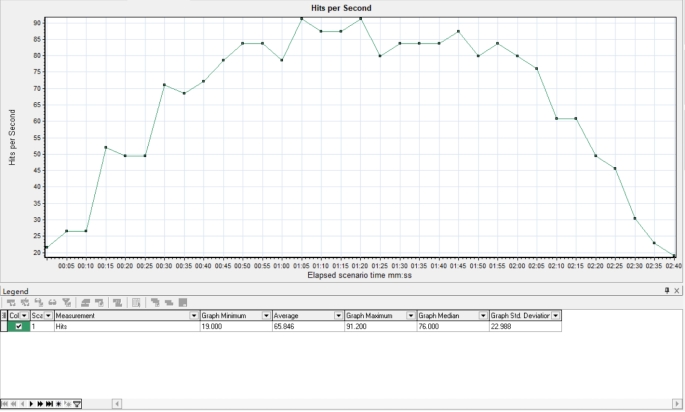 Hits per Second
90
85
80
75
70
65
60
55
50
45
40
35
30
25
20
Hits per Second
00:05 00:10 00:15 00:20 00:25 00:30 00:35 00:40 00:45 00:50 00:55 01:00 01:05 01:10 01:15 01:20 01:25 01:30 01:35 01:40 01:45 01:50 01:55 02:00 02:05 02:10 02:15 02:20 02:25 02:30 02:35 02:40
Elapsed scenario time mm:ss
Legend
Col Sca Measurement Graph Minimum Average Graph Maximum Graph Median Graph Std. Deviation
1 Hits 19.000 65.846 91.200 76.000 22.988